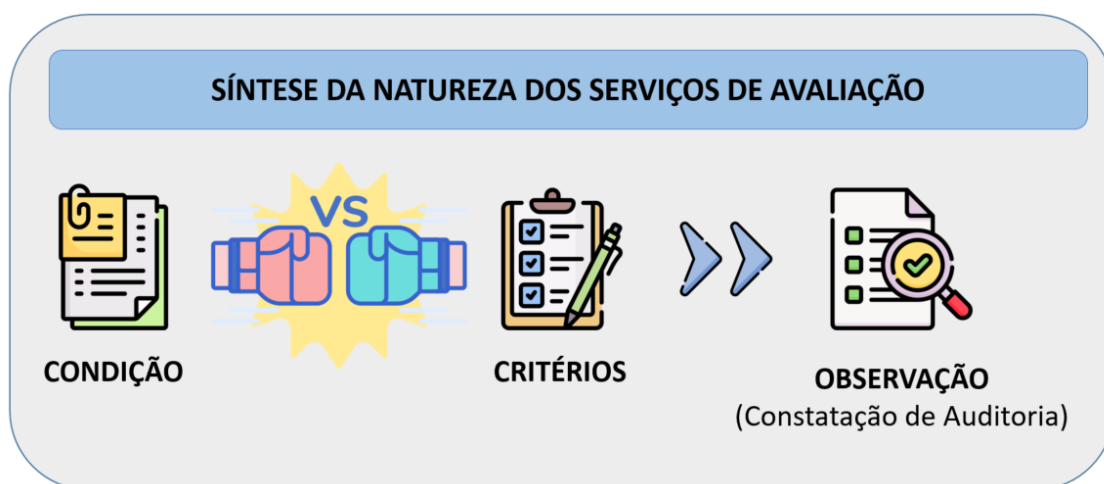 SÍNTESE DA NATUREZA DOS SERVIÇOS DE AVALIAÇÃO
VS
CONDIÇÃO
CRITÉRIOS
OBSERVAÇÃO
(Constatação de Auditoria)